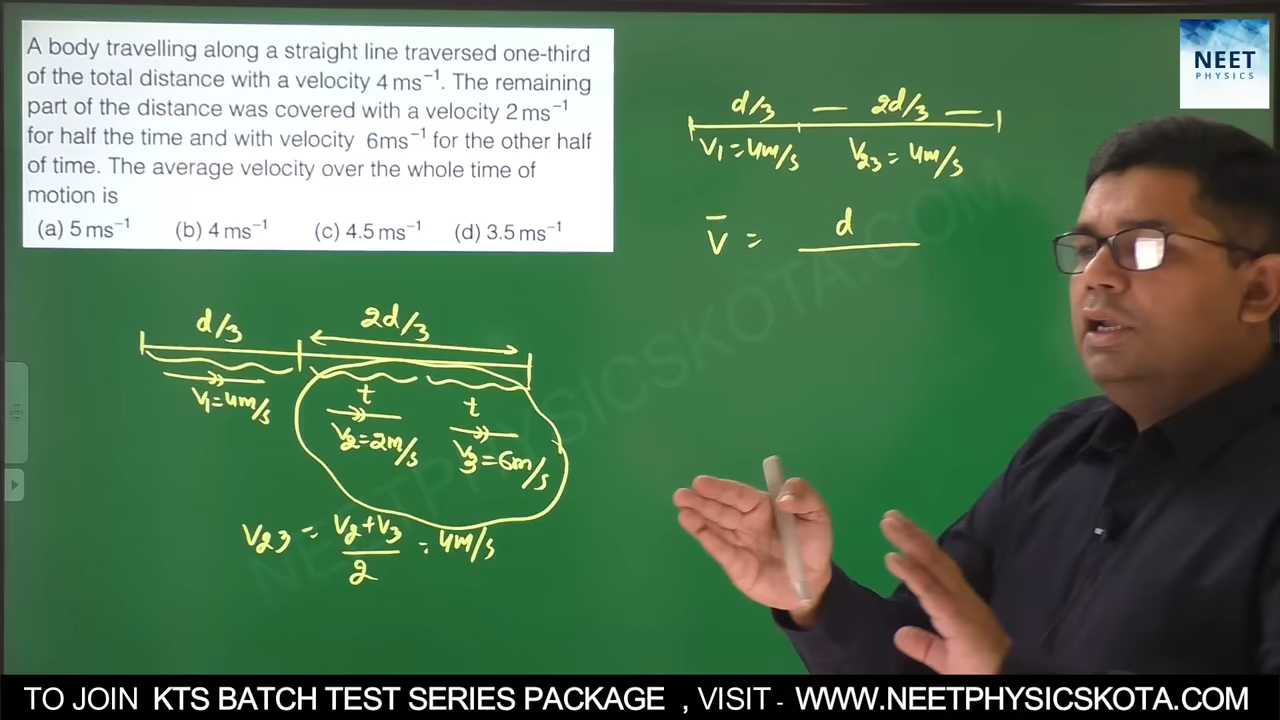 A body travelling along a straight line traversed one-third
of the total distance with a velocity 4 ms⁻¹. The remaining
part of the distance was covered with a velocity 2 ms⁻¹
for half the time and with velocity 6ms⁻¹ for the other half
of time. The average velocity over the whole time of
motion is
(a) 5 ms⁻¹ (b) 4 ms⁻¹ (c) 4.5 ms⁻¹ (d) 3.5 ms⁻¹
NEET
PHYSICS
d/3 — 2d/3 —
V₁ = 4m/s V₂₃ = 4m/s
V̄ = d
d/3 2d/3
V₁=4m/s
t t
V₂=2m/s V₃=6m/s
V₂₃ = V₂+V₃ = 4m/s
2
NEETPHYSICSKOTA.COM
TO JOIN KTS BATCH TEST SERIES PACKAGE , VISIT - WWW.NEETPHYSICSKOTA.COM